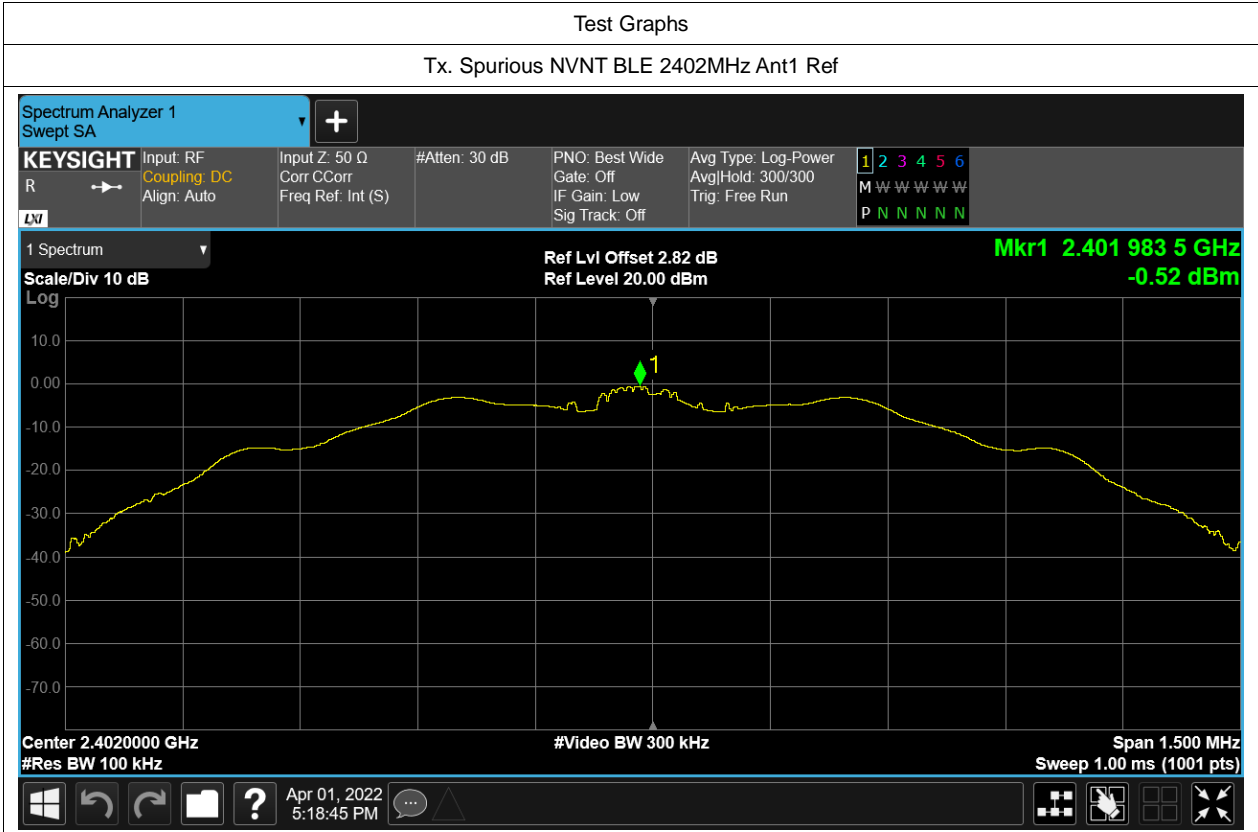 Test Graphs
Tx. Spurious NVNT BLE 2402MHz Ant1 Ref
Spectrum Analyzer 1
Swept SA
KEYSIGHT Input: RF Input Z: 50 Ω #Atten: 30 dB PNO: Best Wide Avg Type: Log-Power 1 2 3 4 5 6
R Coupling: DC Corr CCorr Gate: Off Avg|Hold: 300/300 M W W W W W
Align: Auto Freq Ref: Int (S) IF Gain: Low Trig: Free Run
LXI Sig Track: Off P N N N N N
1 Spectrum Ref Lvl Offset 2.82 dB Mkr1 2.401 983 5 GHz
Scale/Div 10 dB Ref Level 20.00 dBm -0.52 dBm
Log
10.0
1
0.00
-10.0
-20.0
-30.0
-40.0
-50.0
-60.0
-70.0
Center 2.4020000 GHz #Video BW 300 kHz Span 1.500 MHz
#Res BW 100 kHz Sweep 1.00 ms (1001 pts)
? Apr 01, 2022
5:18:45 PM